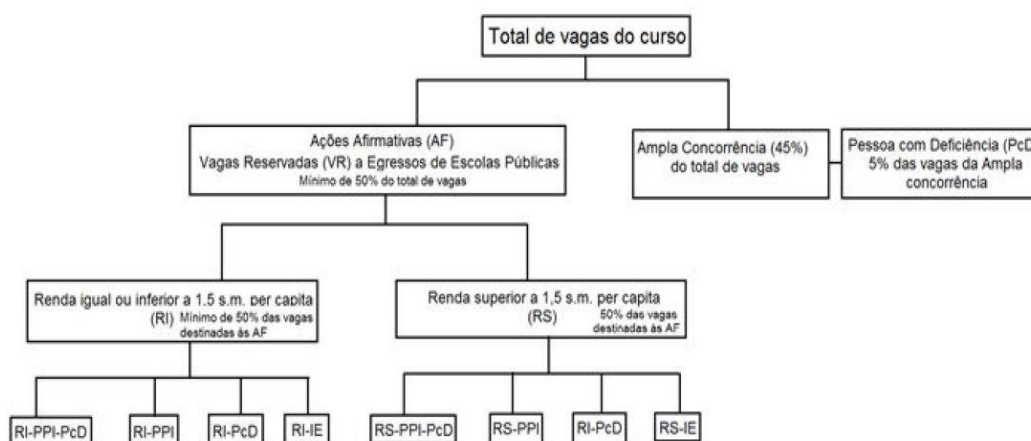 Total de vagas do curso
Ações Afirmativas (AF)
Vagas Reservadas (VR) a Egressos de Escolas Públicas
Mínimo de 50% do total de vagas
Ampla Concorrência (45%)
do total de vagas
Pessoa com Deficiência (PcD
5% das vagas da Ampla
concorrência
Renda igual ou inferior a 1.5 s.m. per capita
(RI) Mínimo de 50% das vagas
destinadas às AF
Renda superior a 1,5 s.m. per capita
(RS) 50% das vagas
destinadas às AF
RI-PPI-PcD
RI-PPI
RI-PcD
RI-IE
RS-PPI-PcD
RS-PPI
RI-PcD
RS-IE